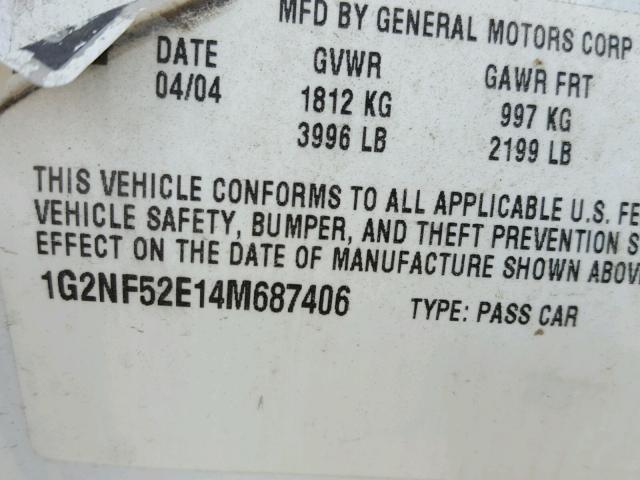 MFD BY GENERAL MOTORS CORP
DATE GVWR GAWR FRT
04/04 1812 KG 997 KG
3996 LB 2199 LB
THIS VEHICLE CONFORMS TO ALL APPLICABLE U.S. FE
VEHICLE SAFETY, BUMPER, AND THEFT PREVENTION S
EFFECT ON THE DATE OF MANUFACTURE SHOWN ABOV
1G2NF52E14M687406 TYPE: PASS CAR